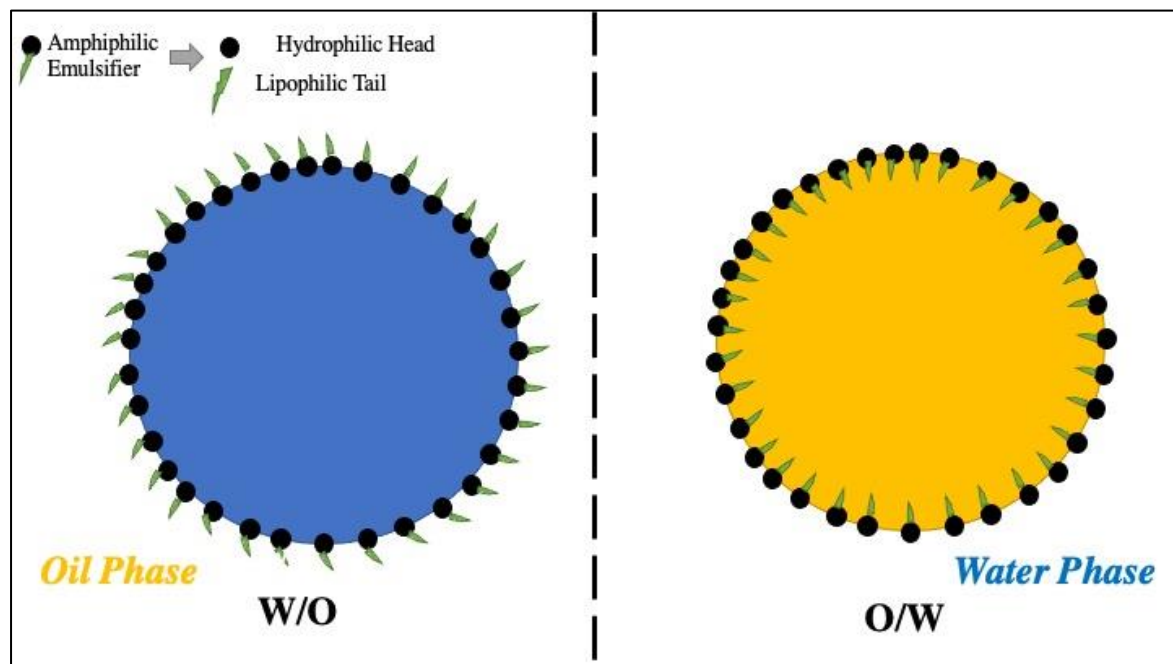 Amphiphilic
Emulsifier
Hydrophilic Head
Lipophilic Tail
Oil Phase
W/O
Water Phase
O/W